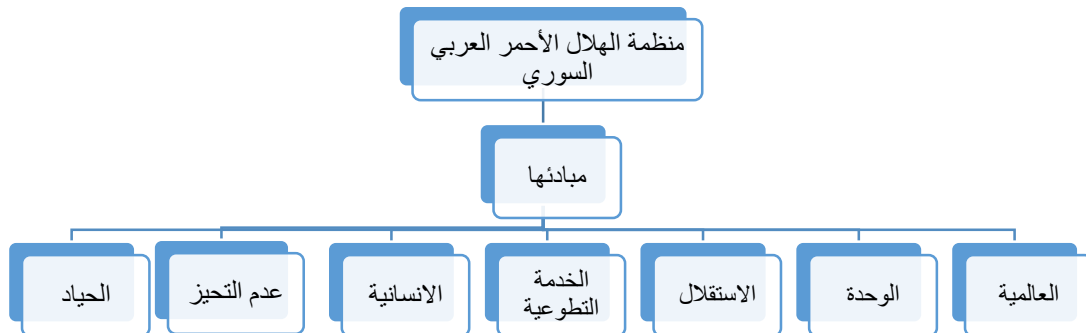 منظمة الهلال الأحمر العربي
السوري
مبادئها
العالمية
الوحدة
الاستقلال
الخدمة
التطوعية
الانسانية
عدم التحيز
الحياد